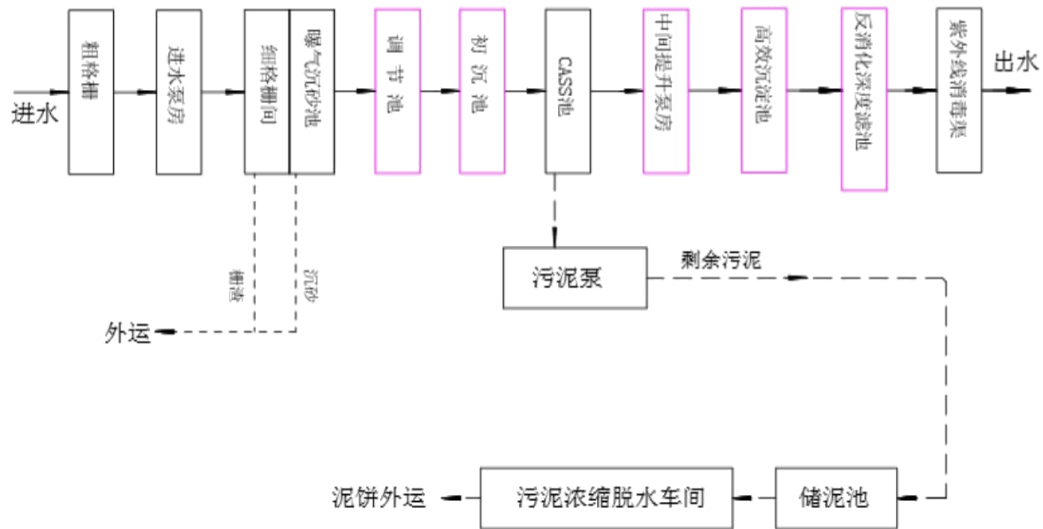 进水
粗格栅
进水泵房
细格栅间
曝气沉砂池
调节池
初沉池
CASS池
中间提升泵房
高效沉淀池
反消化深度滤池
紫外线消毒渠
出水
栅渣
沉砂
外运
污泥泵
剩余污泥
泥饼外运
污泥浓缩脱水车间
储泥池